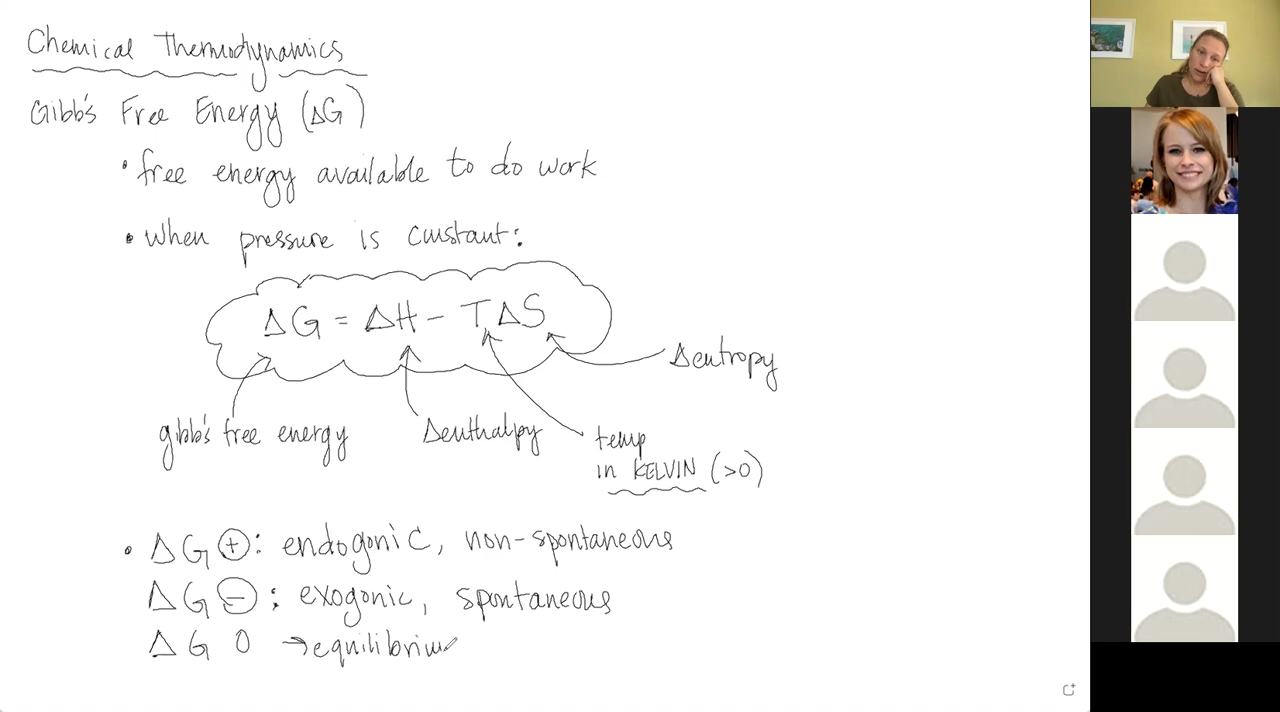 Chemical Thermodynamics
Gibb's Free Energy (ΔG)
• free energy available to do work
• when pressure is constant:
ΔG = ΔH - TΔS
Δentropy
gibb's free energy
Δenthalpy
temp
in KELVIN (>0)
• ΔG ⊕: endogonic, non-spontaneous
ΔG ⊖: exogonic, spontaneous
ΔG 0 → equilibrium